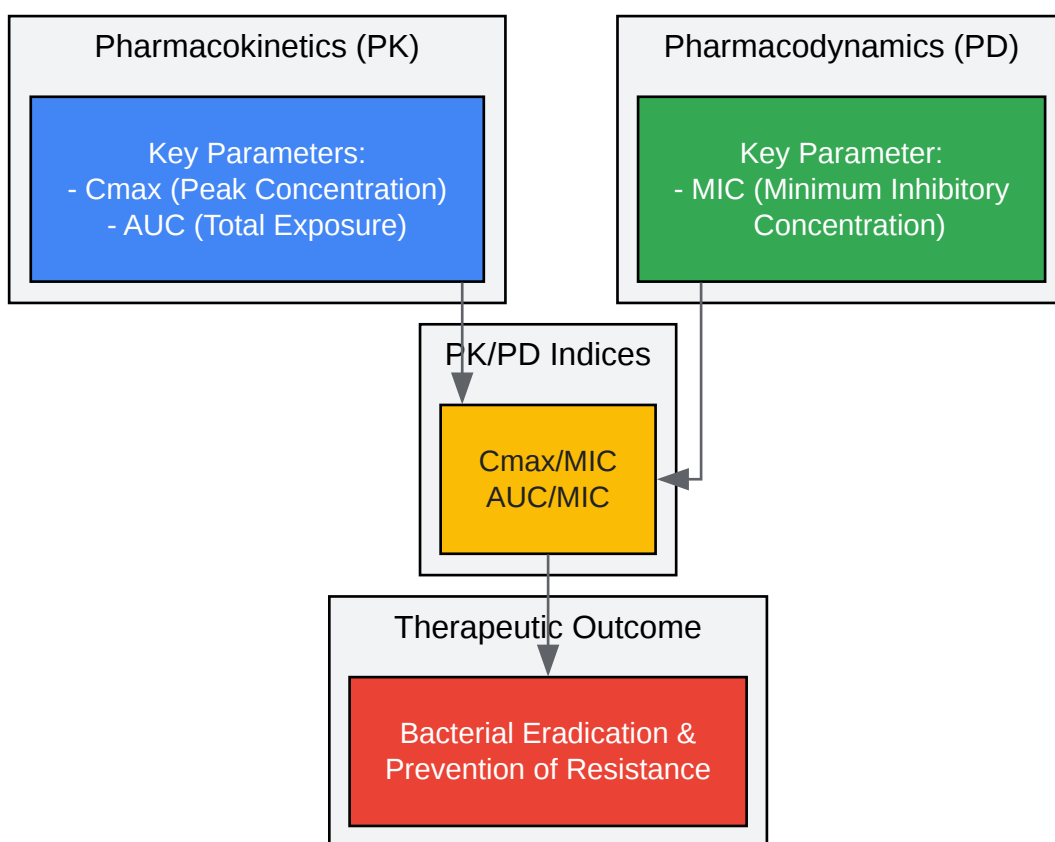 Pharmacokinetics (PK)
Key Parameters:
- Cmax (Peak Concentration)
- AUC (Total Exposure)
Pharmacodynamics (PD)
Key Parameter:
- MIC (Minimum Inhibitory
Concentration)
PK/PD Indices
Cmax/MIC
AUC/MIC
Therapeutic Outcome
Bacterial Eradication &
Prevention of Resistance